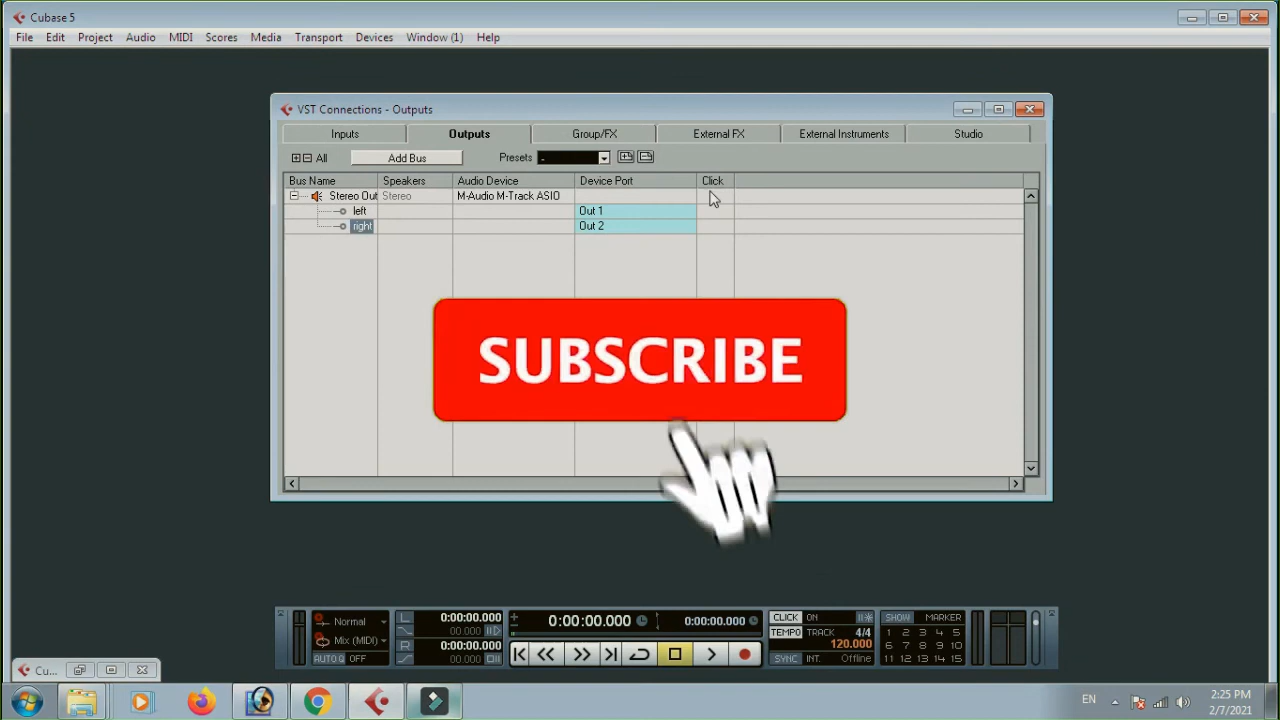 Cubase 5
File Edit Project Audio MIDI Scores Media Transport Devices Window (1) Help
VST Connections - Outputs
Inputs Outputs Group/FX External FX External Instruments Studio
All Add Bus Presets -
Bus Name Speakers Audio Device Device Port Click
Stereo Out Stereo M-Audio M-Track ASIO
left Out 1
right Out 2
SUBSCRIBE
Normal L 0:00:00.000 0:00:00.000 0:00:00.000 CLICK ON SHOW MARKER
00.000 TEMPO TRACK 4/4 1 2 3 4 5
Mix (MIDI) R 0:00:00.000 120.000 6 7 8 9 10
AUTO Q OFF 00.000 SYNC INT. Offline 11 12 13 14 15
Cu...
EN 2:25 PM
2/7/2021